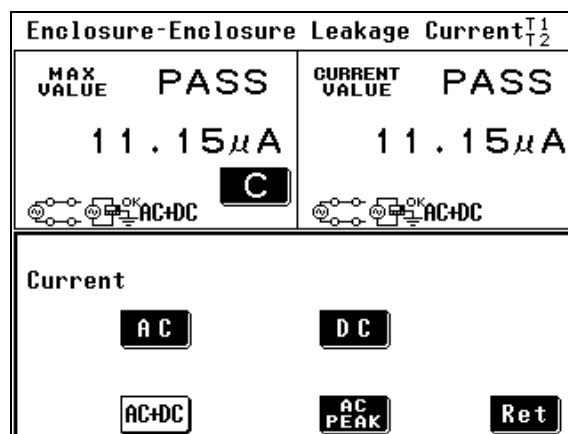 Enclosure-Enclosure Leakage Current T1 T2
MAX VALUE PASS
11.15μA
C
OK
AC+DC
CURRENT VALUE PASS
11.15μA
OK
AC+DC
Current
AC
DC
AC+DC
AC PEAK
Ret